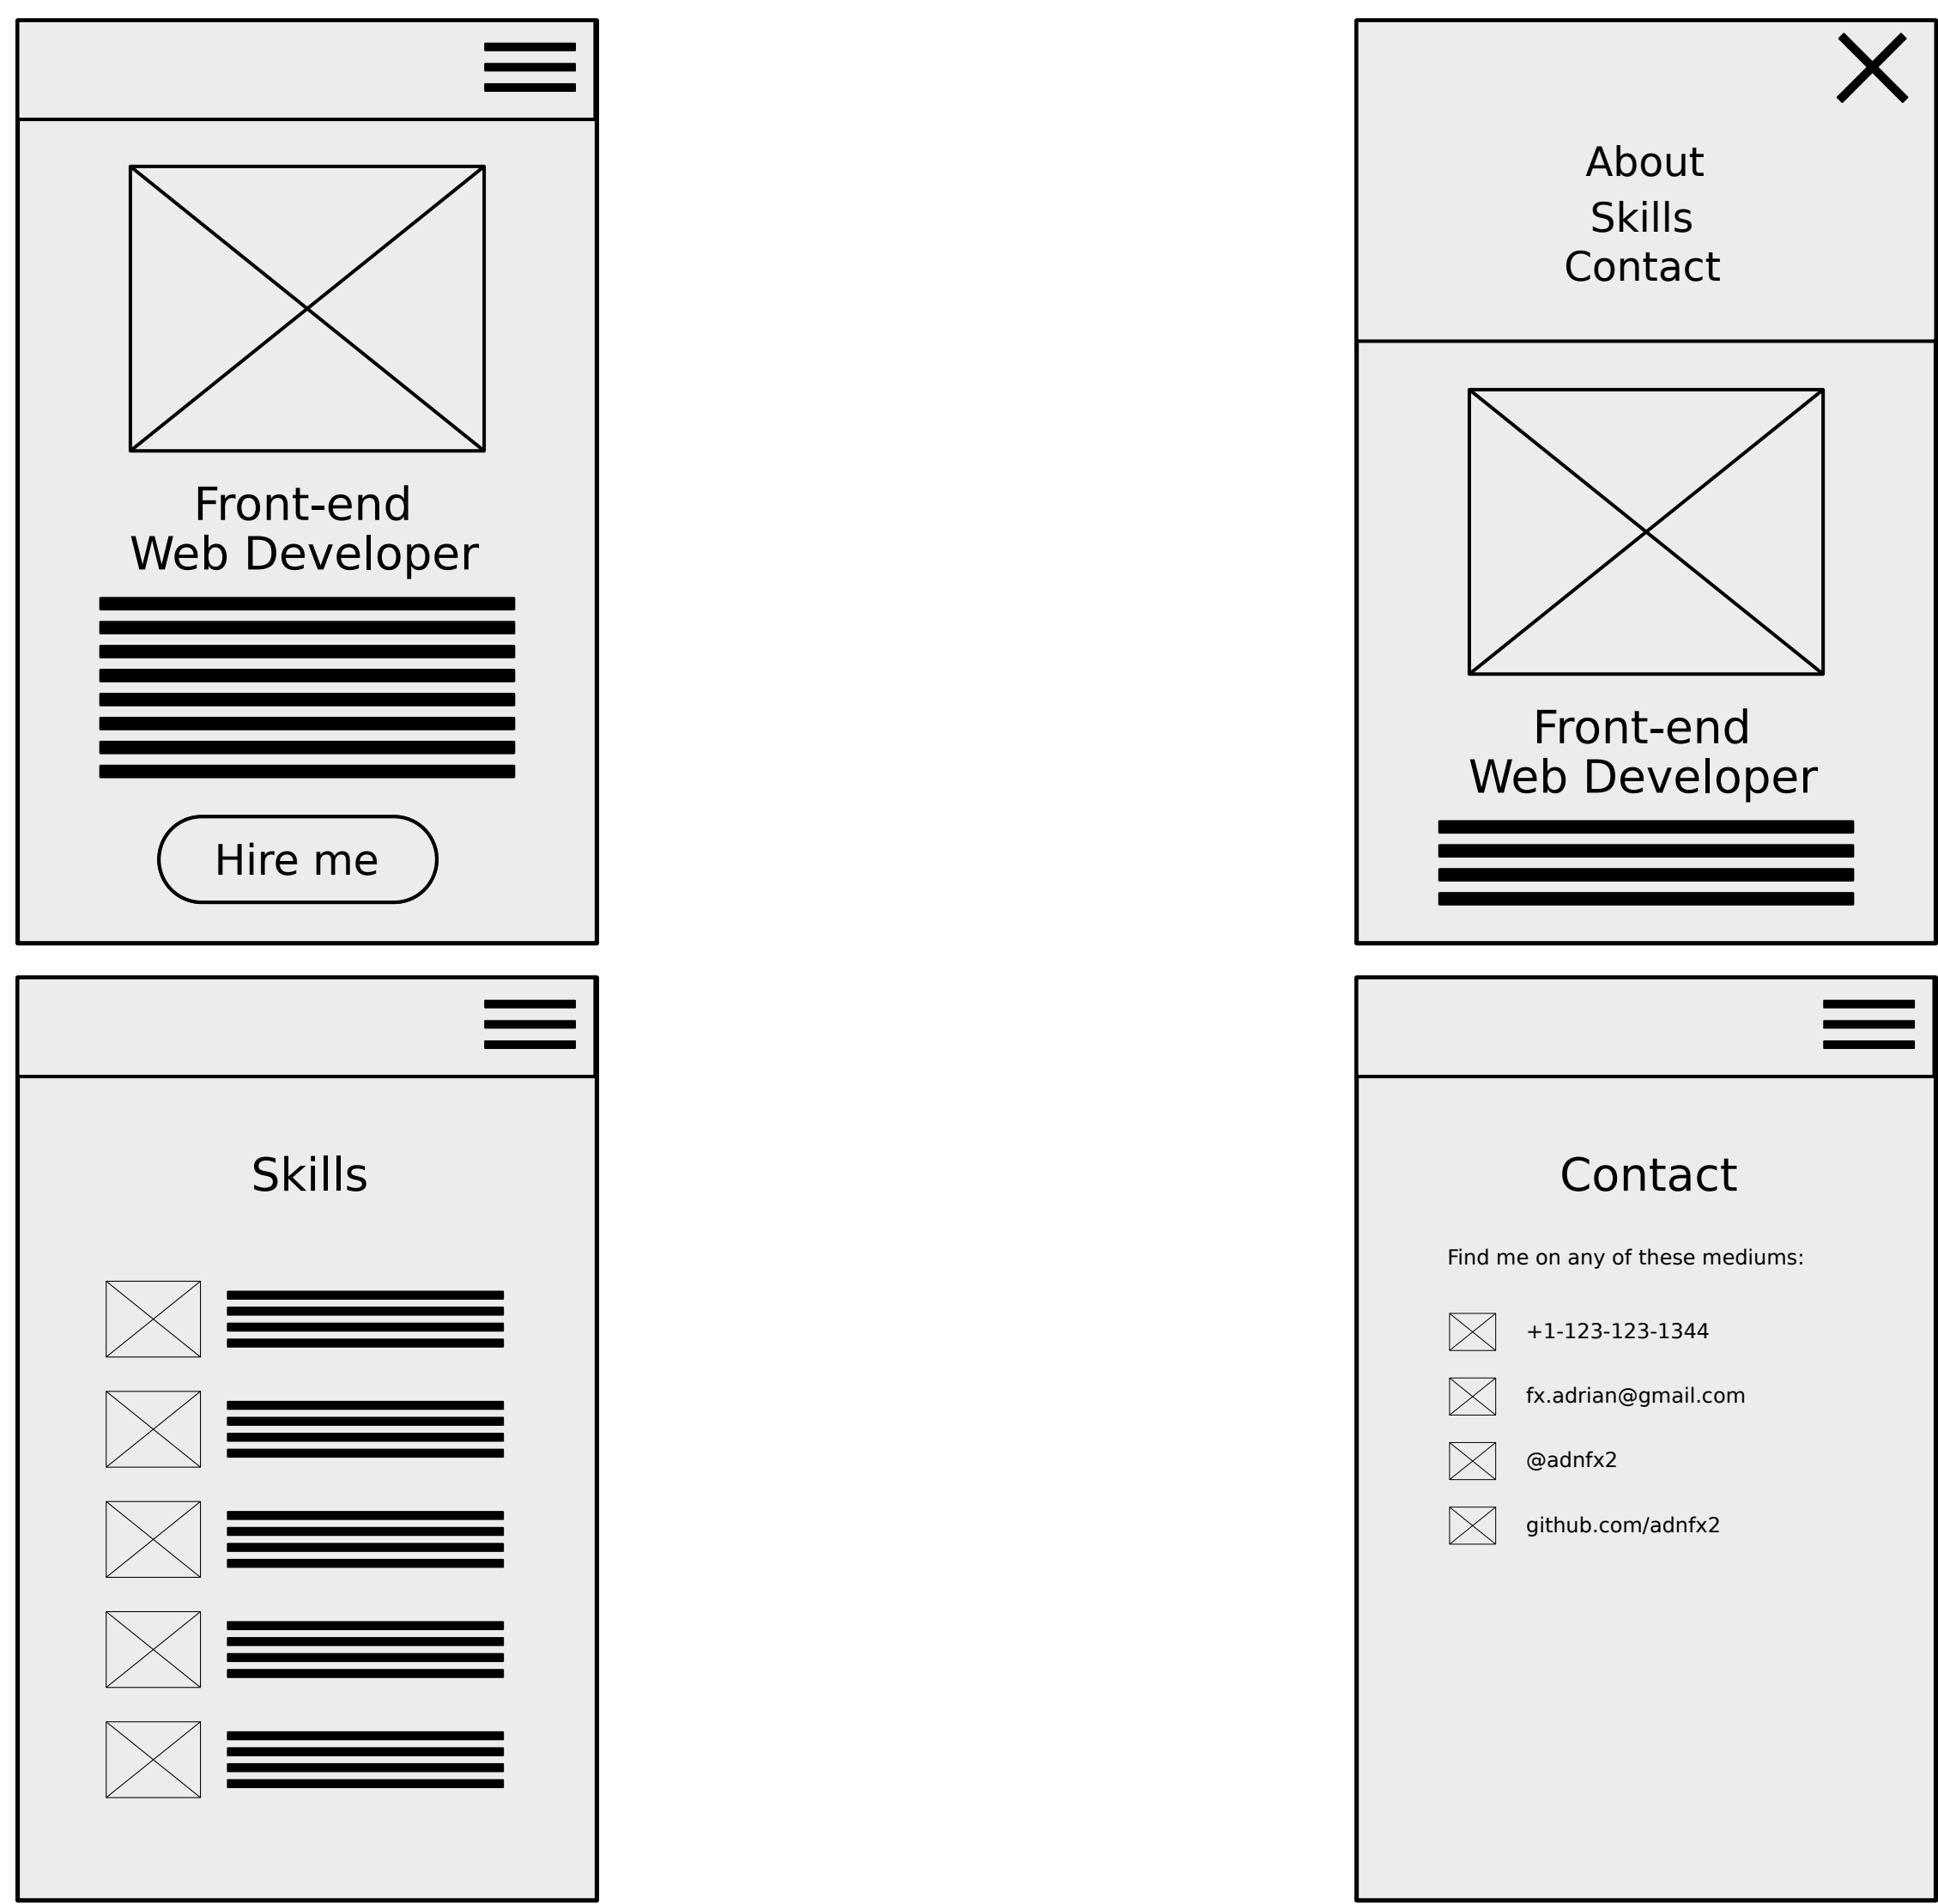 Front-end
Web Developer
Hire me
About
Skills
Contact
Front-end
Web Developer
Skills
Contact
Find me on any of these mediums:
+1-123-123-1344
fx.adrian@gmail.com
@adnfx2
github.com/adnfx2